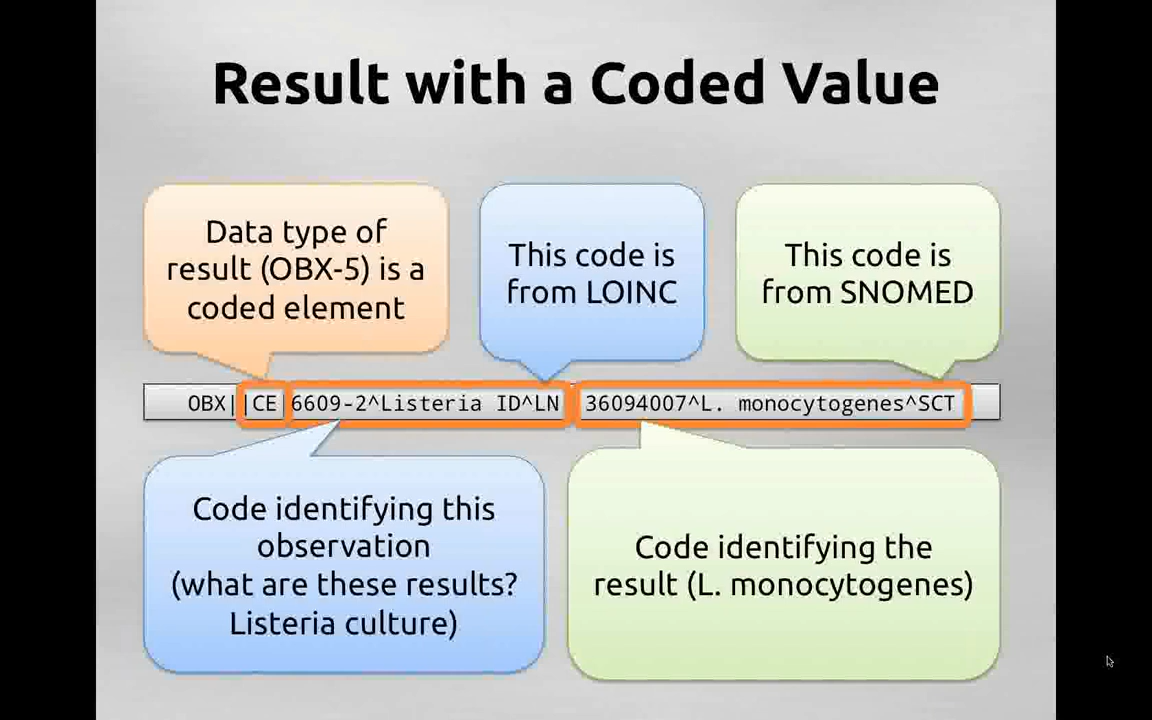 Result with a Coded Value
Data type of
result (OBX-5) is a
coded element
This code is
from LOINC
This code is
from SNOMED
OBX||CE|6609-2^Listeria ID^LN||36094007^L. monocytogenes^SCT
Code identifying this
observation
(what are these results?
Listeria culture)
Code identifying the
result (L. monocytogenes)